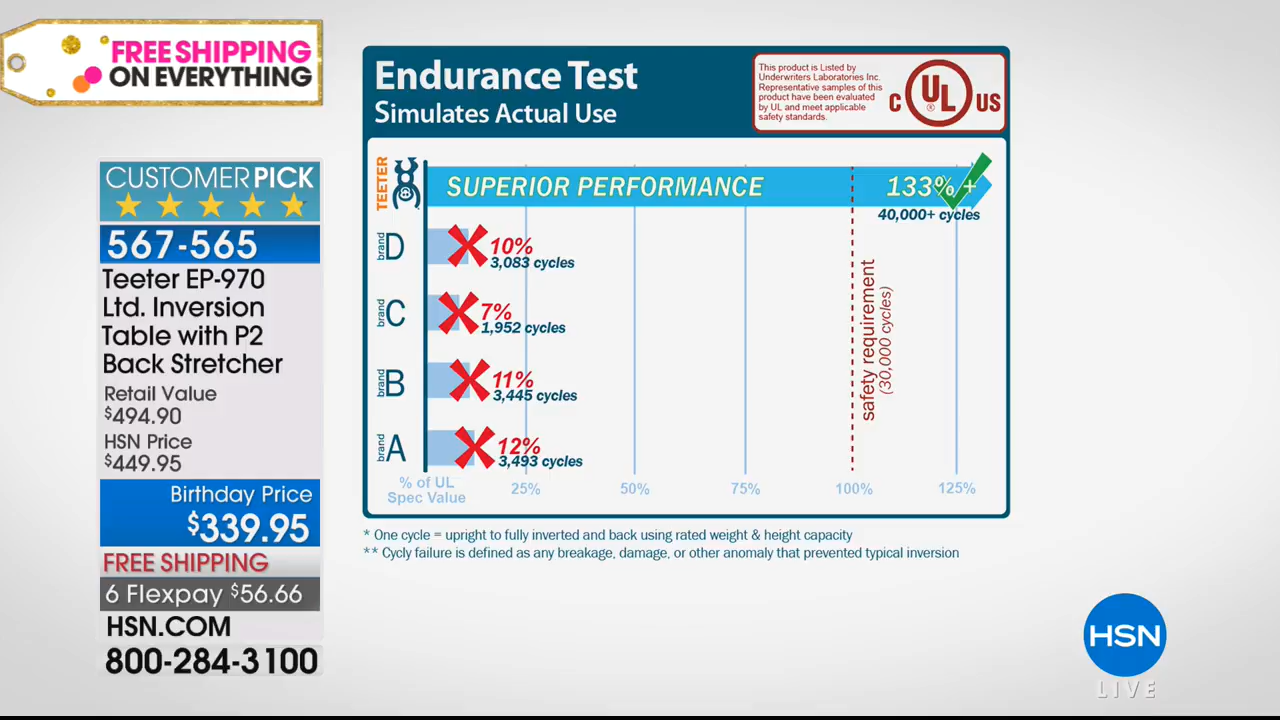 FREE SHIPPING
ON EVERYTHING
CUSTOMER PICK
567-565
Teeter EP-970
Ltd. Inversion
Table with P2
Back Stretcher
Retail Value
$494.90
HSN Price
$449.95
Birthday Price
$339.95
FREE SHIPPING
6 Flexpay $56.66
HSN.COM
800-284-3100
Endurance Test
Simulates Actual Use
This product is Listed by
Underwriters Laboratories Inc.
Representative samples of this
product have been evaluated
by UL and meet applicable
safety standards.
C UL US
®
TEETER
SUPERIOR PERFORMANCE
133%+
40,000+ cycles
brand D
10%
3,083 cycles
brand C
7%
1,952 cycles
brand B
11%
3,445 cycles
brand A
12%
3,493 cycles
safety requirement
(30,000 cycles)
% of UL
Spec Value
25%
50%
75%
100%
125%
* One cycle = upright to fully inverted and back using rated weight & height capacity
** Cycly failure is defined as any breakage, damage, or other anomaly that prevented typical inversion
HSN
LIVE